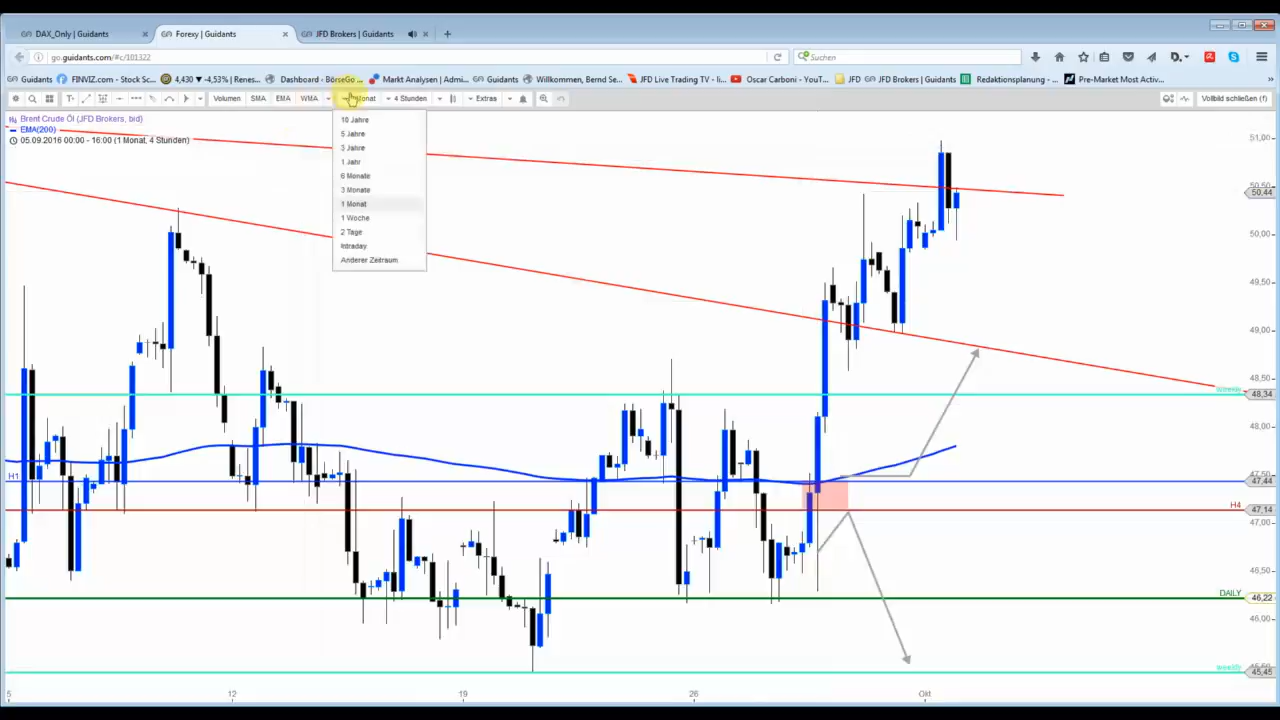 DAX_Only | Guidants
Forexy | Guidants
JFD Brokers | Guidants
go.guidants.com/#c/101322
Suchen
Guidants
FINVIZ.com - Stock Sc...
4,430 ▼ -4,53% | Renes...
Dashboard - BörseGo ...
Markt Analysen | Admi...
Guidants
Willkommen, Bernd Se...
JFD Live Trading TV - li...
Oscar Carboni - YouT...
JFD
JFD Brokers | Guidants
Redaktionsplanung - ...
Pre-Market Most Activ...
Volumen
SMA
EMA
WMA
Monat
4 Stunden
Extras
Vollbild schließen (f)
Brent Crude Öl (JFD Brokers, bid)
EMA(200)
05.09.2016 00:00 - 16:00 (1 Monat, 4 Stunden)
10 Jahre
5 Jahre
3 Jahre
1 Jahr
6 Monate
3 Monate
1 Monat
1 Woche
2 Tage
Intraday
Anderer Zeitraum
51,00
50,50
50,44
50,00
49,50
49,00
48,50
Weekly
48,34
48,00
47,50
H1
47,44
H4
47,14
47,00
46,50
DAILY
46,22
46,00
Weekly
45,45
5
12
19
26
Okt